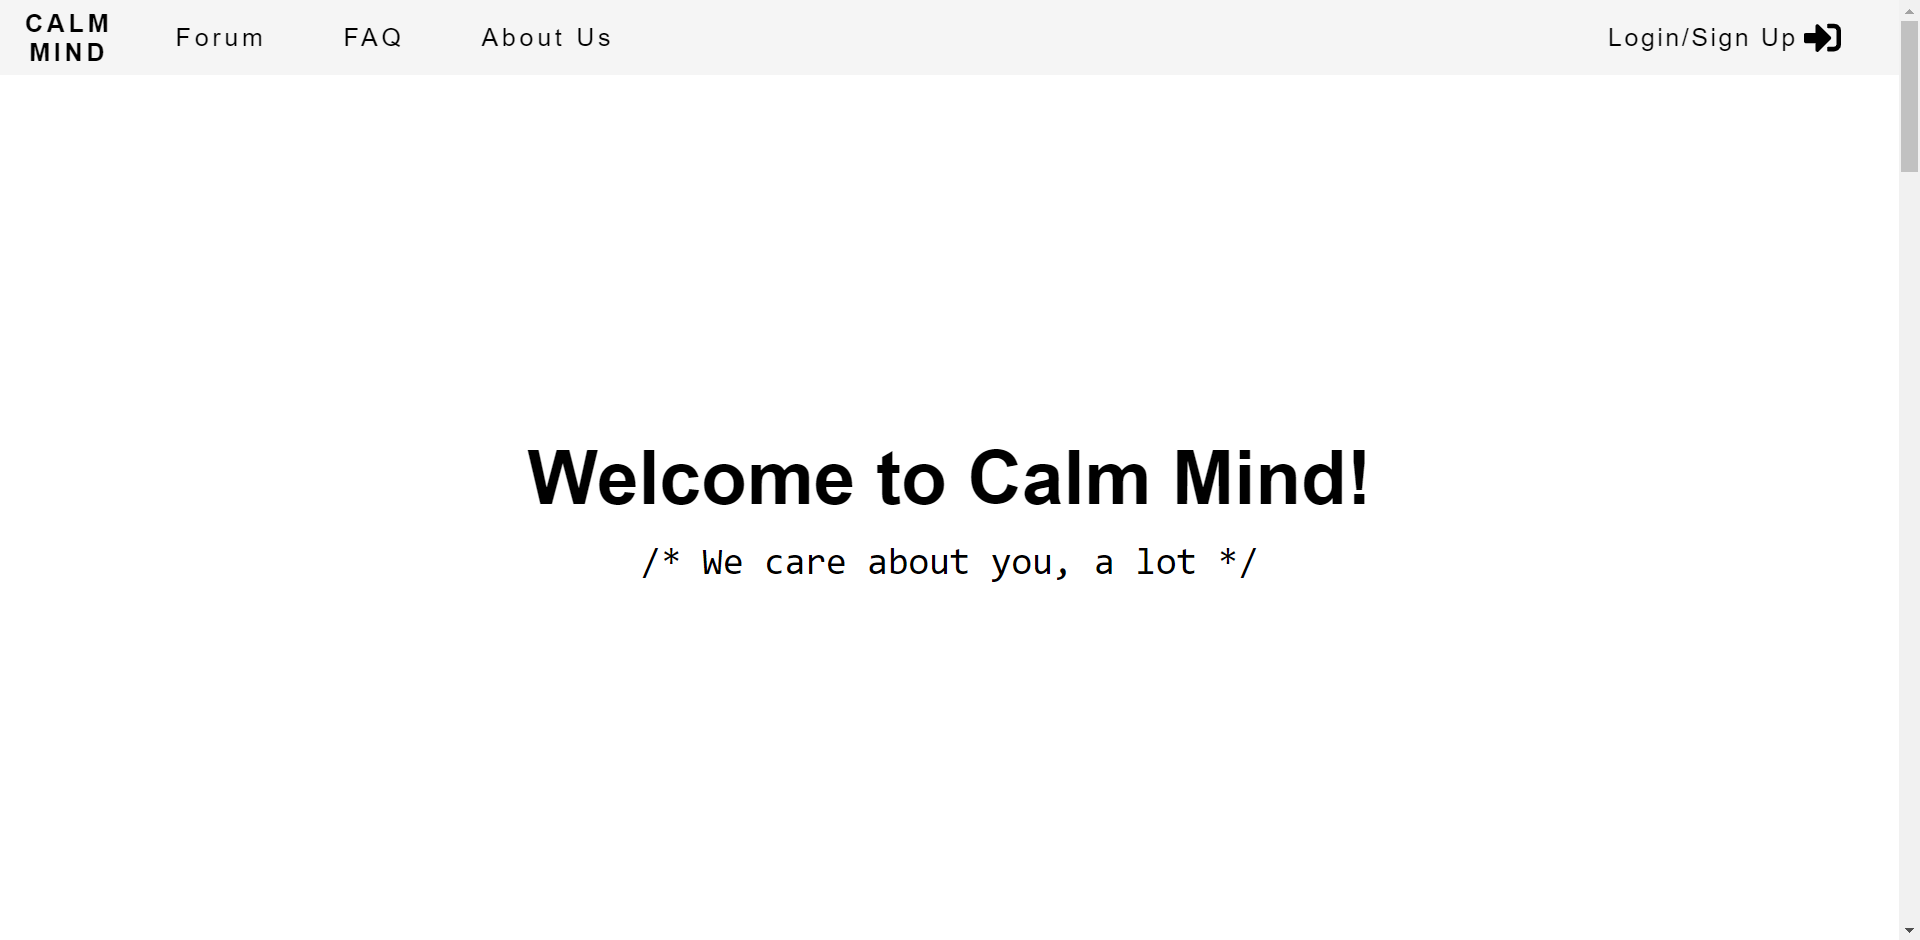 CALM
MIND
Forum
FAQ
About Us
Login/Sign Up
Welcome to Calm Mind!
/* We care about you, a lot */